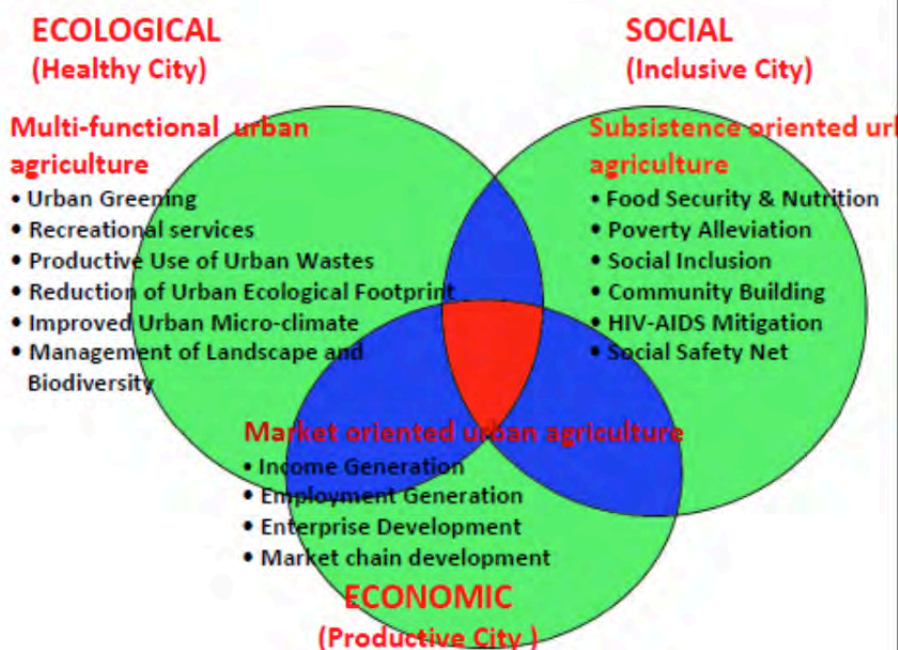 ECOLOGICAL
(Healthy City)
Multi-functional urban
agriculture
• Urban Greening
• Recreational services
• Productive Use of Urban Wastes
• Reduction of Urban Ecological Footprint
• Improved Urban Micro-climate
• Management of Landscape and
Biodiversity
SOCIAL
(Inclusive City)
Subsistence oriented url
agriculture
• Food Security & Nutrition
• Poverty Alleviation
• Social Inclusion
• Community Building
• HIV-AIDS Mitigation
• Social Safety Net
Market oriented urban agriculture
• Income Generation
• Employment Generation
• Enterprise Development
• Market chain development
ECONOMIC
(Productive City )